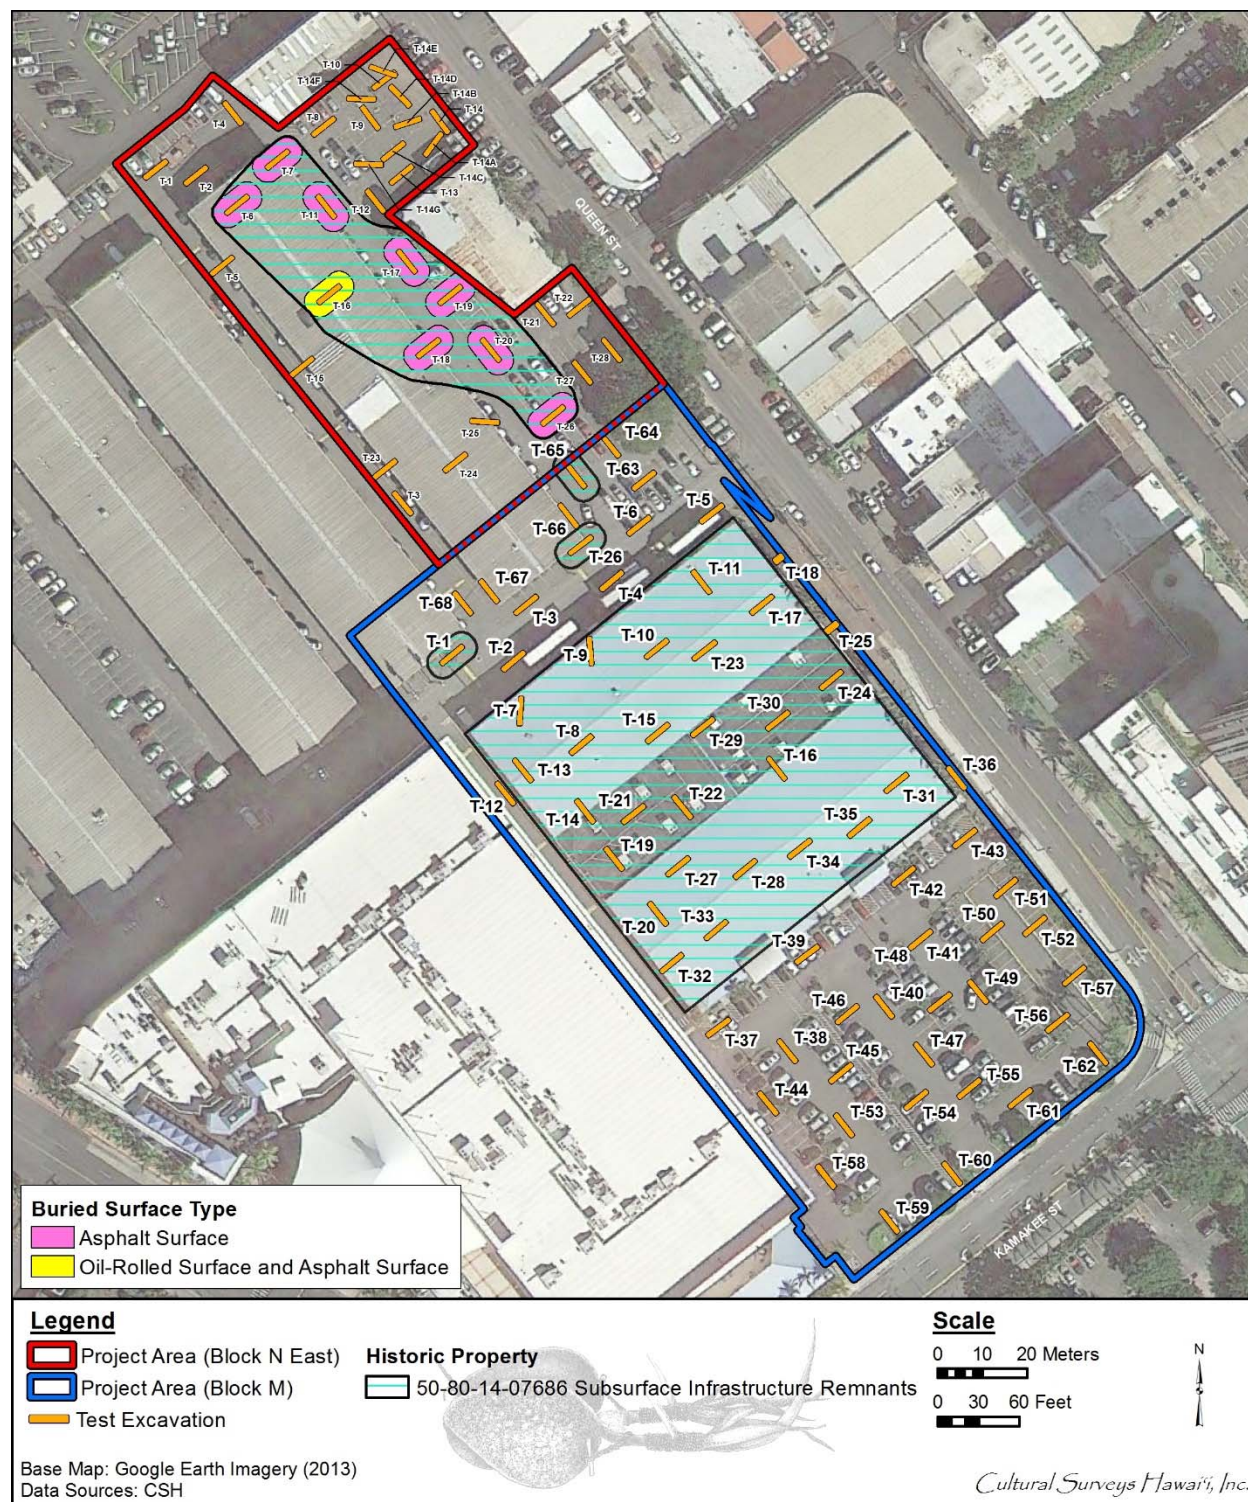 T-14E
T-10
T-14F
T-14D
T-14B
T-4
T-8
T-9
T-14
T-7
T-14A
T-1
T-2
T-14C
T-13
T-6
T-11
T-12
T-14G
QUEEN ST
T-5
T-17
T-16
T-19
T-22
T-21
T-18
T-20
T-28
T-15
T-27
T-26
T-25
T-64
T-65
T-23
T-24
T-63
T-3
T-5
T-66
T-6
T-26
T-18
T-67
T-11
T-4
T-68
T-3
T-17
T-1
T-2
T-9
T-10
T-25
T-23
T-24
T-7
T-30
T-8
T-15
T-29
T-16
T-13
T-36
T-12
T-31
T-14
T-21
T-22
T-35
T-19
T-43
T-34
T-27
T-28
T-42
T-51
T-20
T-33
T-50
T-52
T-39
T-48
T-41
T-32
T-57
T-49
T-46
T-40
T-56
T-37
T-38
T-47
T-62
T-45
T-55
T-44
T-54
T-61
T-53
T-58
T-60
T-59
KAMAKEE ST
Buried Surface Type
Asphalt Surface
Oil-Rolled Surface and Asphalt Surface
Legend
Project Area (Block N East)
Project Area (Block M)
Test Excavation
Historic Property
50-80-14-07686 Subsurface Infrastructure Remnants
Scale
0 10 20 Meters
0 30 60 Feet
N
Base Map: Google Earth Imagery (2013)
Data Sources: CSH
Cultural Surveys Hawai'i, Inc.